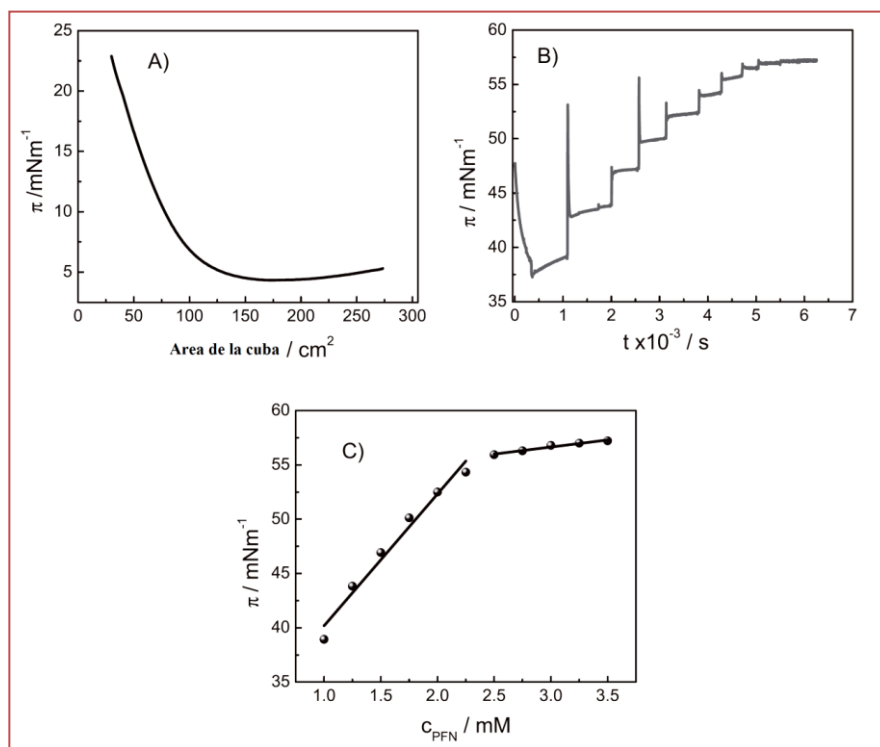 A)
π /mNm⁻¹
25
20
15
10
5
0 50 100 150 200 250 300
Area de la cuba / cm²
B)
π / mNm⁻¹
60
55
50
45
40
35
0 1 2 3 4 5 6 7
t x10⁻³ / s
C)
π / mNm⁻¹
60
55
50
45
40
35
1.0 1.5 2.0 2.5 3.0 3.5
c_PFN / mM